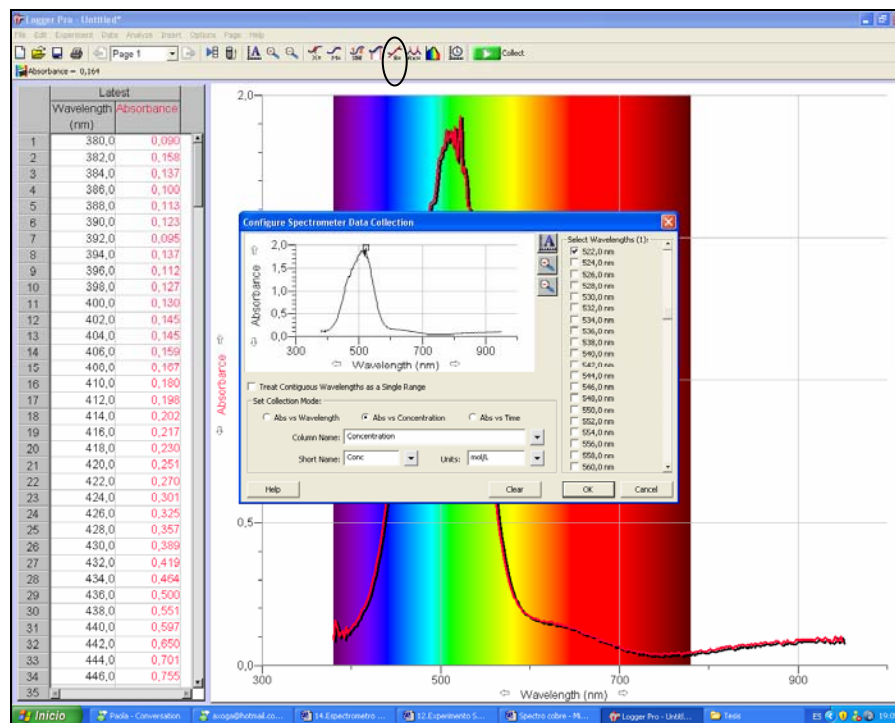 Logger Pro - Untitled*
File Edit Experiment Data Analyze Insert Options Page Help
Page 1
Collect
Absorbance = 0,164
Latest
Wavelength Absorbance
(nm)
1 380,0 0,090
2 382,0 0,158
3 384,0 0,137
4 386,0 0,100
5 388,0 0,113
6 390,0 0,123
7 392,0 0,095
8 394,0 0,137
9 396,0 0,112
10 398,0 0,127
11 400,0 0,130
12 402,0 0,145
13 404,0 0,145
14 406,0 0,159
15 400,0 0,167
16 410,0 0,180
17 412,0 0,198
18 414,0 0,202
19 416,0 0,217
20 418,0 0,230
21 420,0 0,251
22 422,0 0,270
23 424,0 0,301
24 426,0 0,325
25 428,0 0,357
26 430,0 0,389
27 432,0 0,419
28 434,0 0,464
29 436,0 0,500
30 438,0 0,551
31 440,0 0,597
32 442,0 0,650
33 444,0 0,701
34 446,0 0,755
35
2,0
0,5
0,0
Absorbance
300 500 700 900
Wavelength (nm)
Configure Spectrometer Data Collection
2,0
1,5
1,0
0,5
0,0
Absorbance
300 500 700 900
Wavelength (nm)
Select Wavelengths (1):
522,0 nm
524,0 nm
526,0 nm
528,0 nm
530,0 nm
532,0 nm
534,0 nm
536,0 nm
538,0 nm
540,0 nm
542,0 nm
544,0 nm
546,0 nm
548,0 nm
550,0 nm
552,0 nm
554,0 nm
556,0 nm
558,0 nm
560,0 nm
Treat Contiguous Wavelengths as a Single Range
Set Collection Mode:
Abs vs Wavelength Abs vs Concentration Abs vs Time
Column Name: Concentration
Short Name: Conc Units: mol/L
Help Clear OK Cancel
Inicio Paola - Conversation avoga@hotmail.co... 14.Espectrometro ... 12.Experimento S... Spectro cobre - Mi... Logger Pro - Untitl... Tesis ES